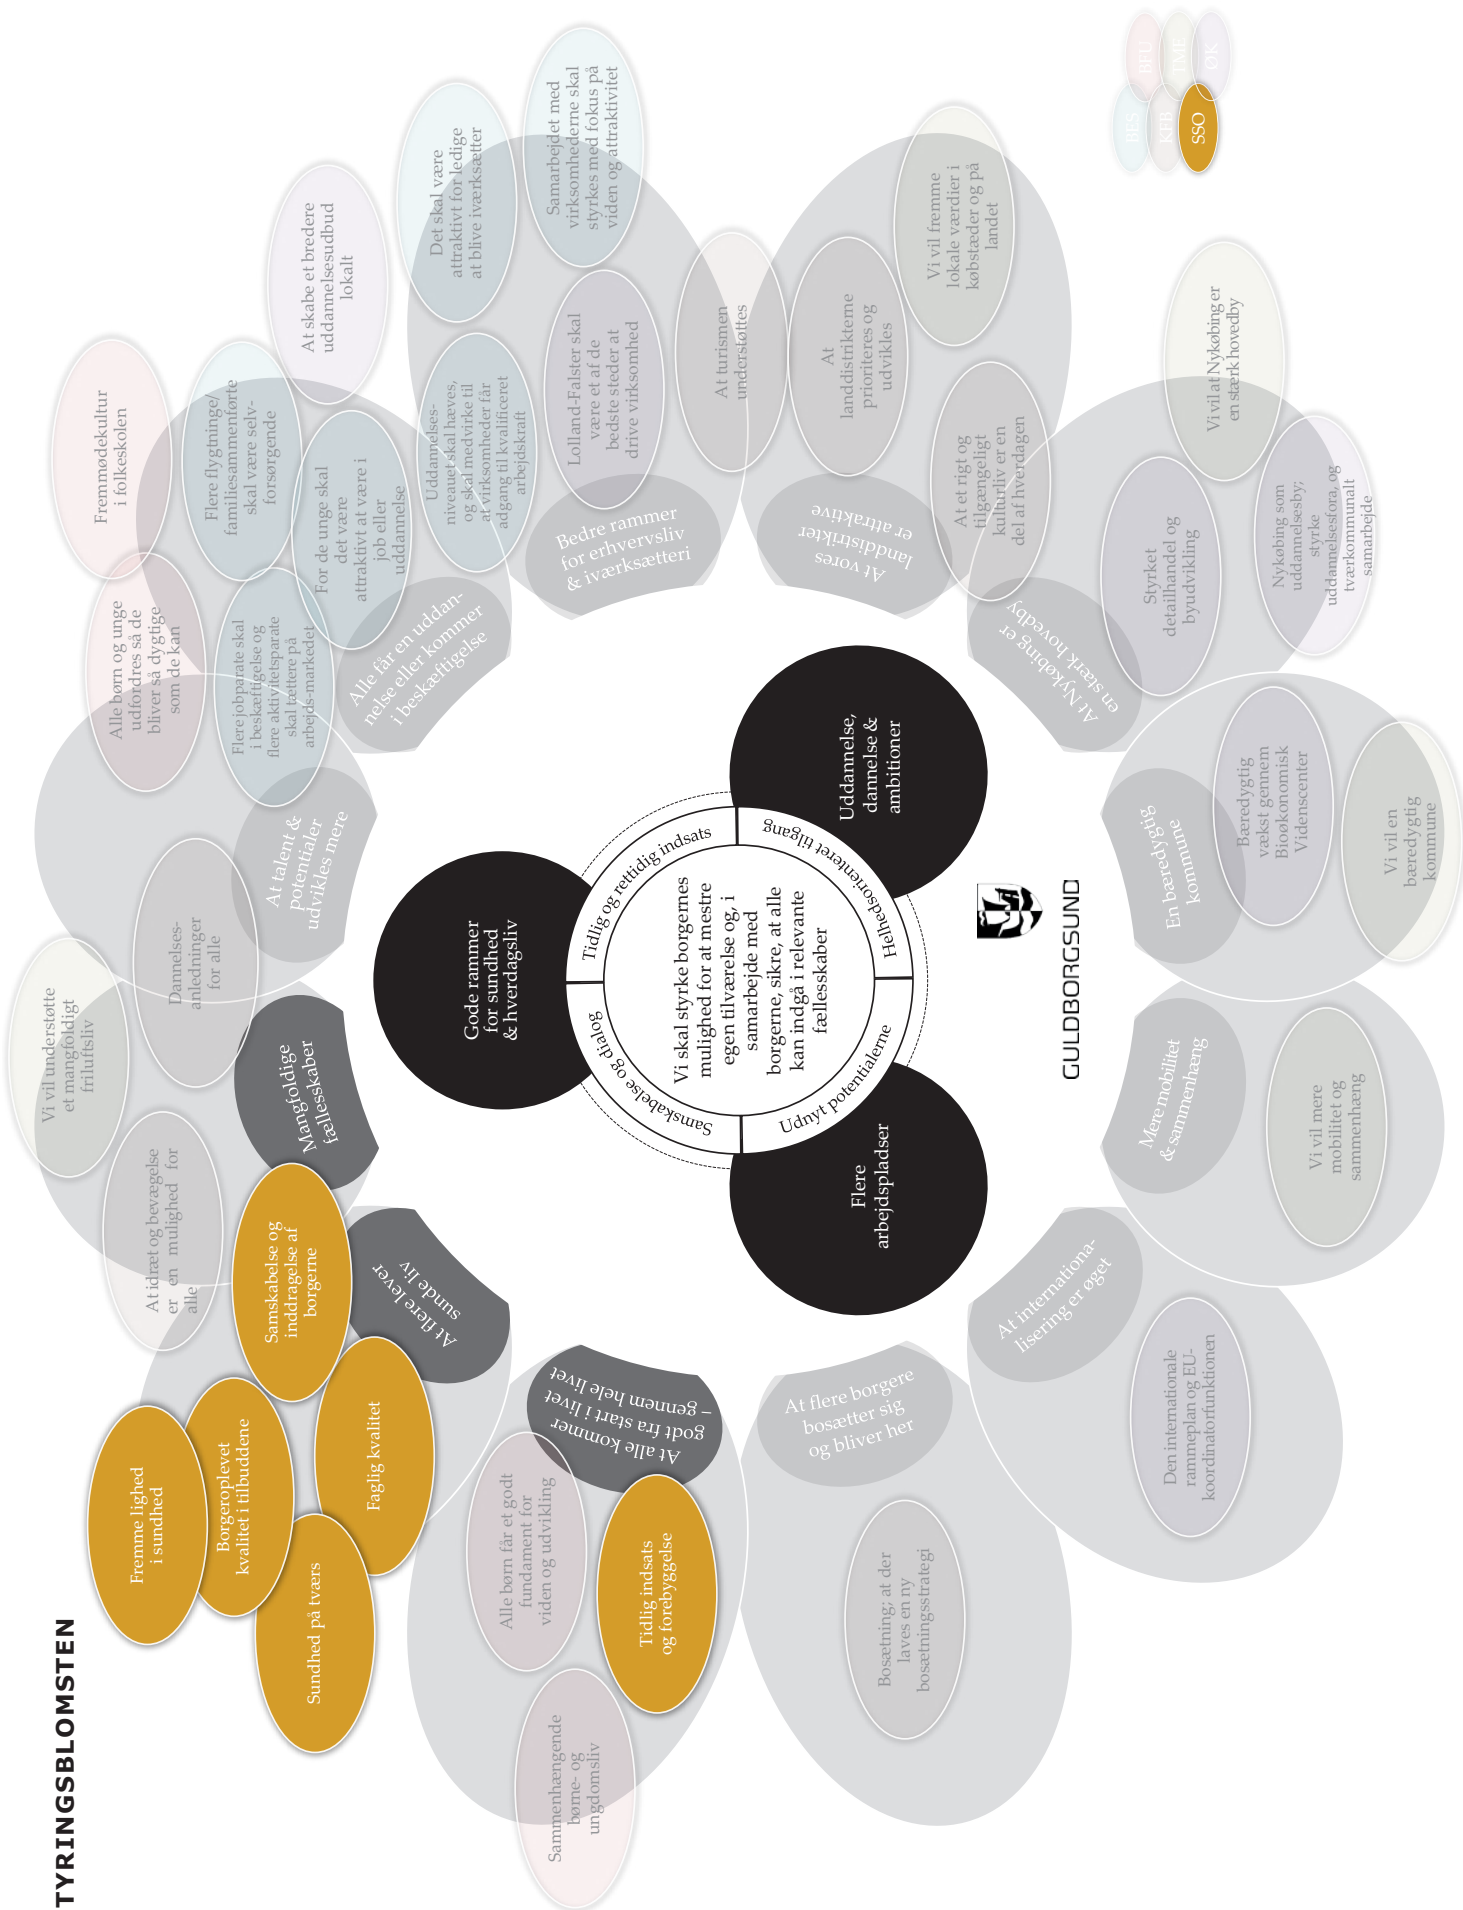 TYRINGSBLOMSTEN
Fremme lighed
i sundhed
Borgeroplevet
kvalitet i tilbuddene
Sundhed på tværs
Faglig kvalitet
Samskabelse og
inddragelse af
borgerne
At idræt og bevægelse
er en mulighed for
alle
Vi vil understøtte
et mangfoldigt
friluftsliv
Dannelses-
anledninger
for alle
Alle børn og unge
udfordres så de
bliver så dygtige
som de kan
Fremmødekultur
i folkeskolen
Flere jobparate skal
i beskæftigelse og
flere aktivitetsparate
skal tættere på
arbejds-markedet
Flere flygtninge/
familiesammenførte
skal være selv-
forsørgende
For de unge skal
det være
attraktivt at være i
job eller
uddannelse
At skabe et bredere
uddannelsesudbud
lokalt
Det skal være
attraktivt for ledige
at blive iværksætter
Samarbejdet med
virksomhederne skal
styrkes med fokus på
viden og attraktivitet
Uddannelses-
niveauet skal hæves,
og skal medvirke til
at virksomheder får
adgang til kvalificeret
arbejdskraft
Lolland-Falster skal
være et af de
bedste steder at
drive virksomhed
At turismen
understøttes
At
landdistrikterne
prioriteres og
udvikles
Vi vil fremme
lokale værdier i
købstæder og på
landet
At et rigt og
tilgængeligt
kulturliv er en
del af hverdagen
Vi vil at Nykøbing er
en stærk hovedby
Styrket
detailhandel og
byudvikling
Nykøbing som
uddannelsesby;
styrke
uddannelsesfora, og
tværkommunalt
samarbejde
Bæredygtig
vækst gennem
Bioøkonomisk
Videnscenter
Vi vil en
bæredygtig
kommune
Vi vil mere
mobilitet og
sammenhæng
Den internationale
rammeplan og EU-
koordinatorfunktionen
Bosætning; at der
laves en ny
bosætningsstrategi
Tidlig indsats
og forebyggelse
Alle børn får et godt
fundament for
viden og udvikling
Sammenhængende
børne- og
ungdomsliv
Mangfoldige
fællesskaber
At talent &
potentialer
udvikles mere
Alle får en uddan-
nelse eller kommer
i beskæftigelse
Bedre rammer
for erhvervsliv
& iværksætteri
At vores
landdistrikter
er attraktive
At Nykøbing er
en stærk hovedby
En bæredygtig
kommune
Mere mobilitet
& sammenhæng
At internationa-
lisering er øget
At flere borgere
bosætter sig
og bliver her
At alle kommer
godt fra start i livet
– gennem hele livet
At flere lever
sunde liv
Gode rammer
for sundhed
& hverdagsliv
Uddannelse,
dannelse &
ambitioner
Flere
arbejdspladser
Samskabelse og dialog
Tidlig og rettidig indsats
Helhedsorienteret tilgang
Udnyt potentialerne
Vi skal styrke borgernes
mulighed for at mestre
egen tilværelse og, i
samarbejde med
borgerne, sikre, at alle
kan indgå i relevante
fællesskaber
GULDBORGSUND
BES
BFU
KFB
TMF
SSO
ØK